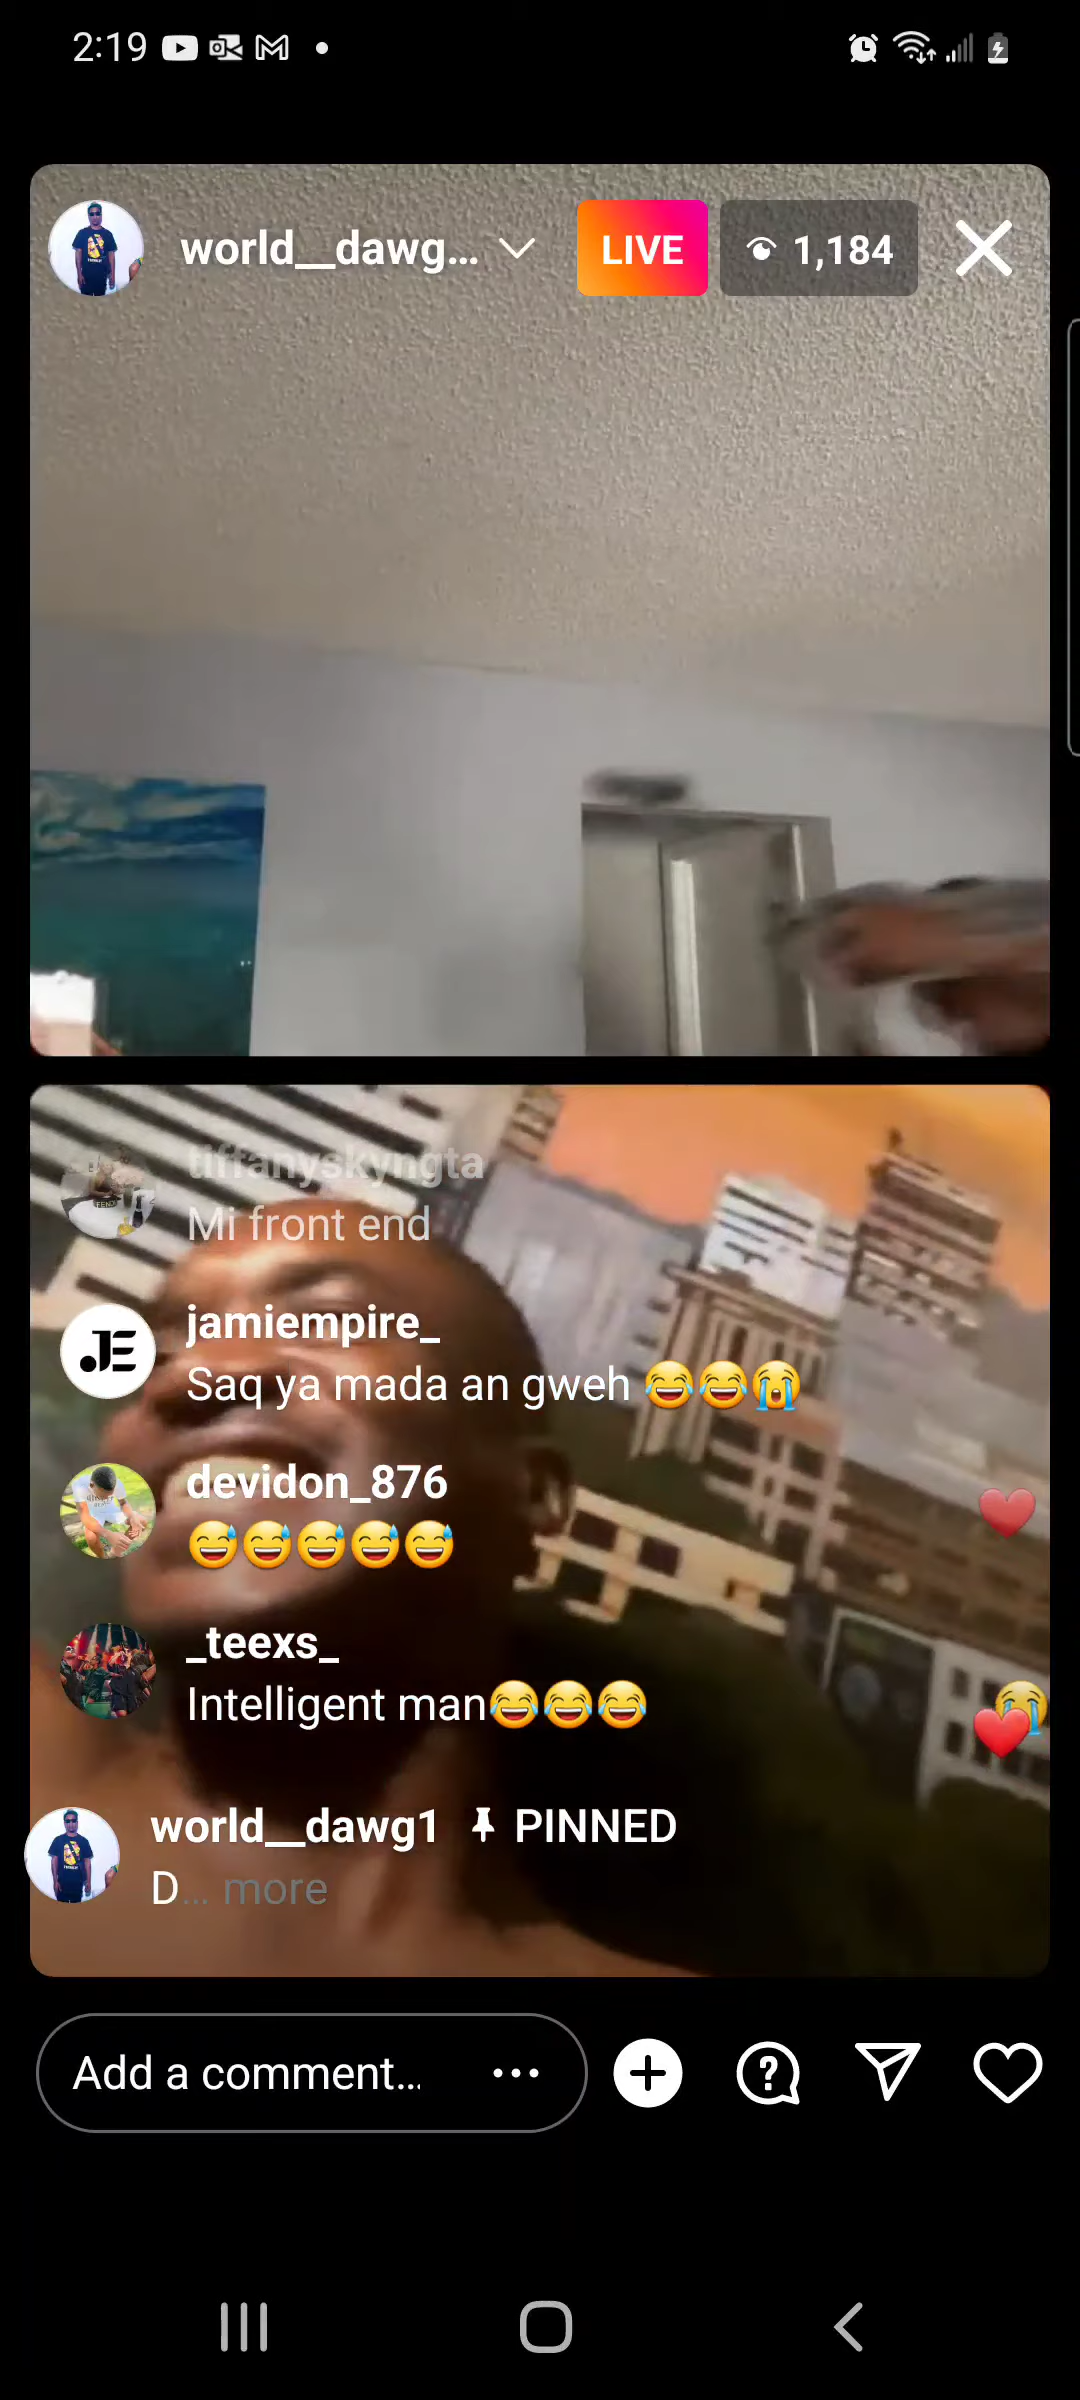 2:19
world__dawg...
LIVE
1,184
tiffanyskyngta
Mi front end
jamiempire_
Saq ya mada an gweh 😂😂😭
JE
devidon_876
😅😅😅😅😅
_teexs_
Intelligent man😂😂😂
world__dawg1 PINNED
D... more
Add a comment...